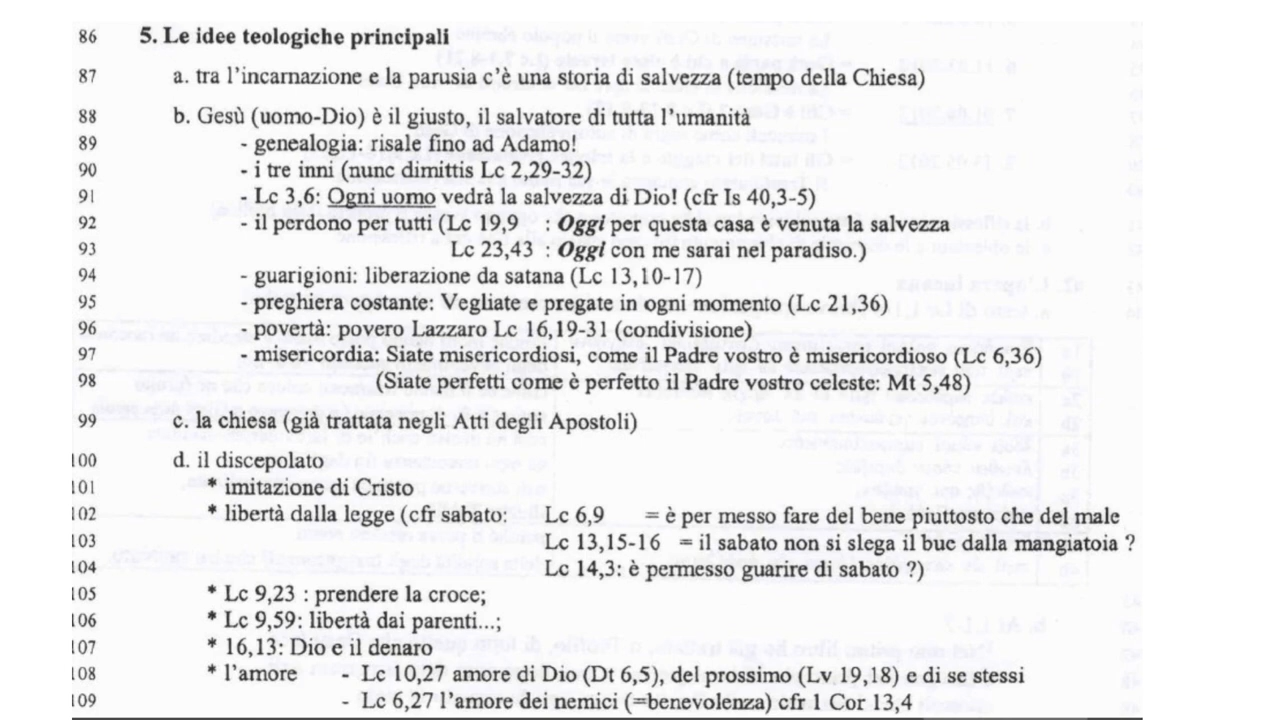 86 5. Le idee teologiche principali
87 a. tra l'incarnazione e la parusia c'è una storia di salvezza (tempo della Chiesa)
88 b. Gesù (uomo-Dio) è il giusto, il salvatore di tutta l'umanità
89 - genealogia: risale fino ad Adamo!
90 - i tre inni (nunc dimittis Lc 2,29-32)
91 - Lc 3,6: Ogni uomo vedrà la salvezza di Dio! (cfr Is 40,3-5)
92 - il perdono per tutti (Lc 19,9 : Oggi per questa casa è venuta la salvezza
93 Lc 23,43 : Oggi con me sarai nel paradiso.)
94 - guarigioni: liberazione da satana (Lc 13,10-17)
95 - preghiera costante: Vegliate e pregate in ogni momento (Lc 21,36)
96 - povertà: povero Lazzaro Lc 16,19-31 (condivisione)
97 - misericordia: Siate misericordiosi, come il Padre vostro è misericordioso (Lc 6,36)
98 (Siate perfetti come è perfetto il Padre vostro celeste: Mt 5,48)
99 c. la chiesa (già trattata negli Atti degli Apostoli)
100 d. il discepolato
101 * imitazione di Cristo
102 * libertà dalla legge (cfr sabato: Lc 6,9 = è per messo fare del bene piuttosto che del male
103 Lc 13,15-16 = il sabato non si slega il bue dalla mangiatoia ?
104 Lc 14,3: è permesso guarire di sabato ?)
105 * Lc 9,23 : prendere la croce;
106 * Lc 9,59: libertà dai parenti...;
107 * 16,13: Dio e il denaro
108 * l'amore - Lc 10,27 amore di Dio (Dt 6,5), del prossimo (Lv 19,18) e di se stessi
109 - Lc 6,27 l'amore dei nemici (=benevolenza) cfr 1 Cor 13,4